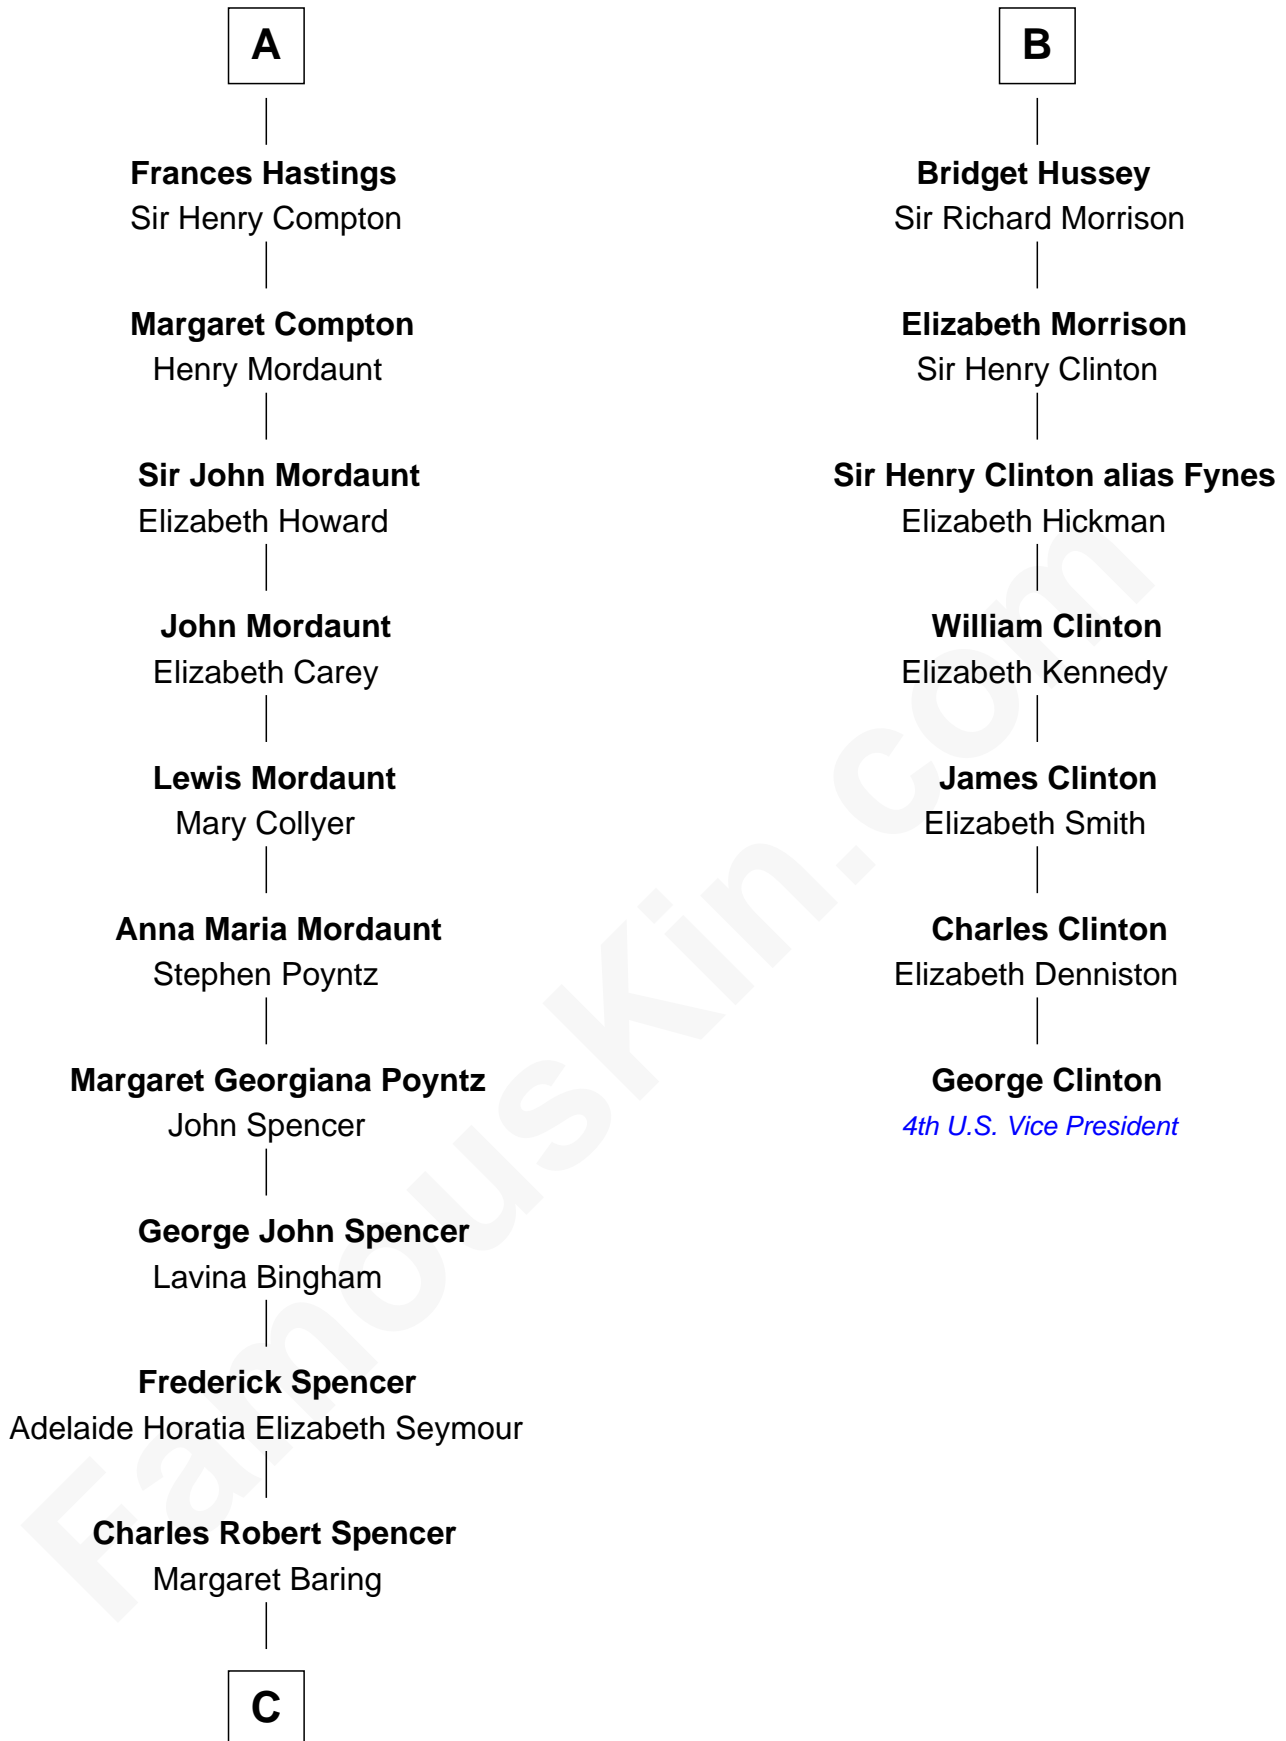 A
Frances Hastings
Sir Henry Compton
Margaret Compton
Henry Mordaunt
Sir John Mordaunt
Elizabeth Howard
John Mordaunt
Elizabeth Carey
Lewis Mordaunt
Mary Collyer
Anna Maria Mordaunt
Stephen Poyntz
Margaret Georgiana Poyntz
John Spencer
George John Spencer
Lavina Bingham
Frederick Spencer
Adelaide Horatia Elizabeth Seymour
Charles Robert Spencer
Margaret Baring
C
B
Bridget Hussey
Sir Richard Morrison
Elizabeth Morrison
Sir Henry Clinton
Sir Henry Clinton alias Fynes
Elizabeth Hickman
William Clinton
Elizabeth Kennedy
James Clinton
Elizabeth Smith
Charles Clinton
Elizabeth Denniston
George Clinton
4th U.S. Vice President
FamousKin.com